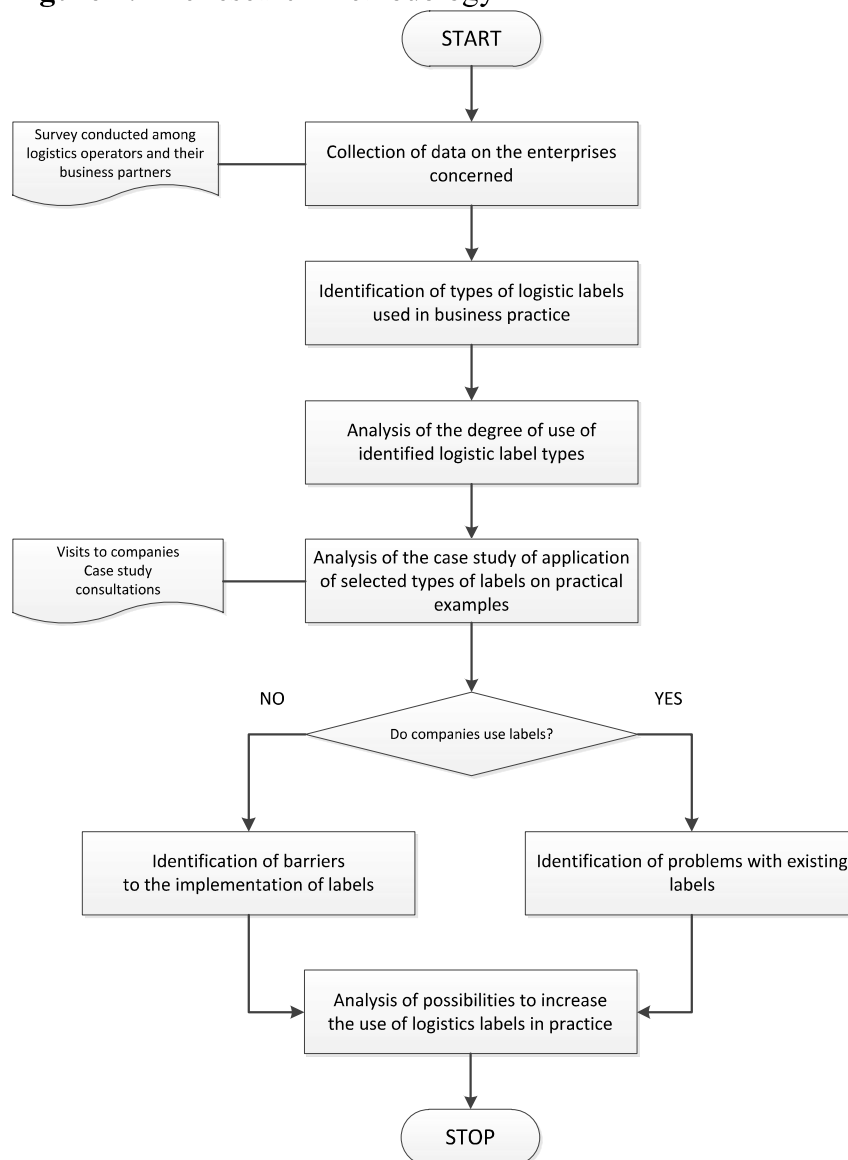 START
Survey conducted among
logistics operators and their
business partners
Collection of data on the enterprises
concerned
Identification of types of logistic labels
used in business practice
Analysis of the degree of use of
identified logistic label types
Visits to companies
Case study
consultations
Analysis of the case study of application
of selected types of labels on practical
examples
NO
YES
Do companies use labels?
Identification of barriers
to the implementation of labels
Identification of problems with existing
labels
Analysis of possibilities to increase
the use of logistics labels in practice
STOP